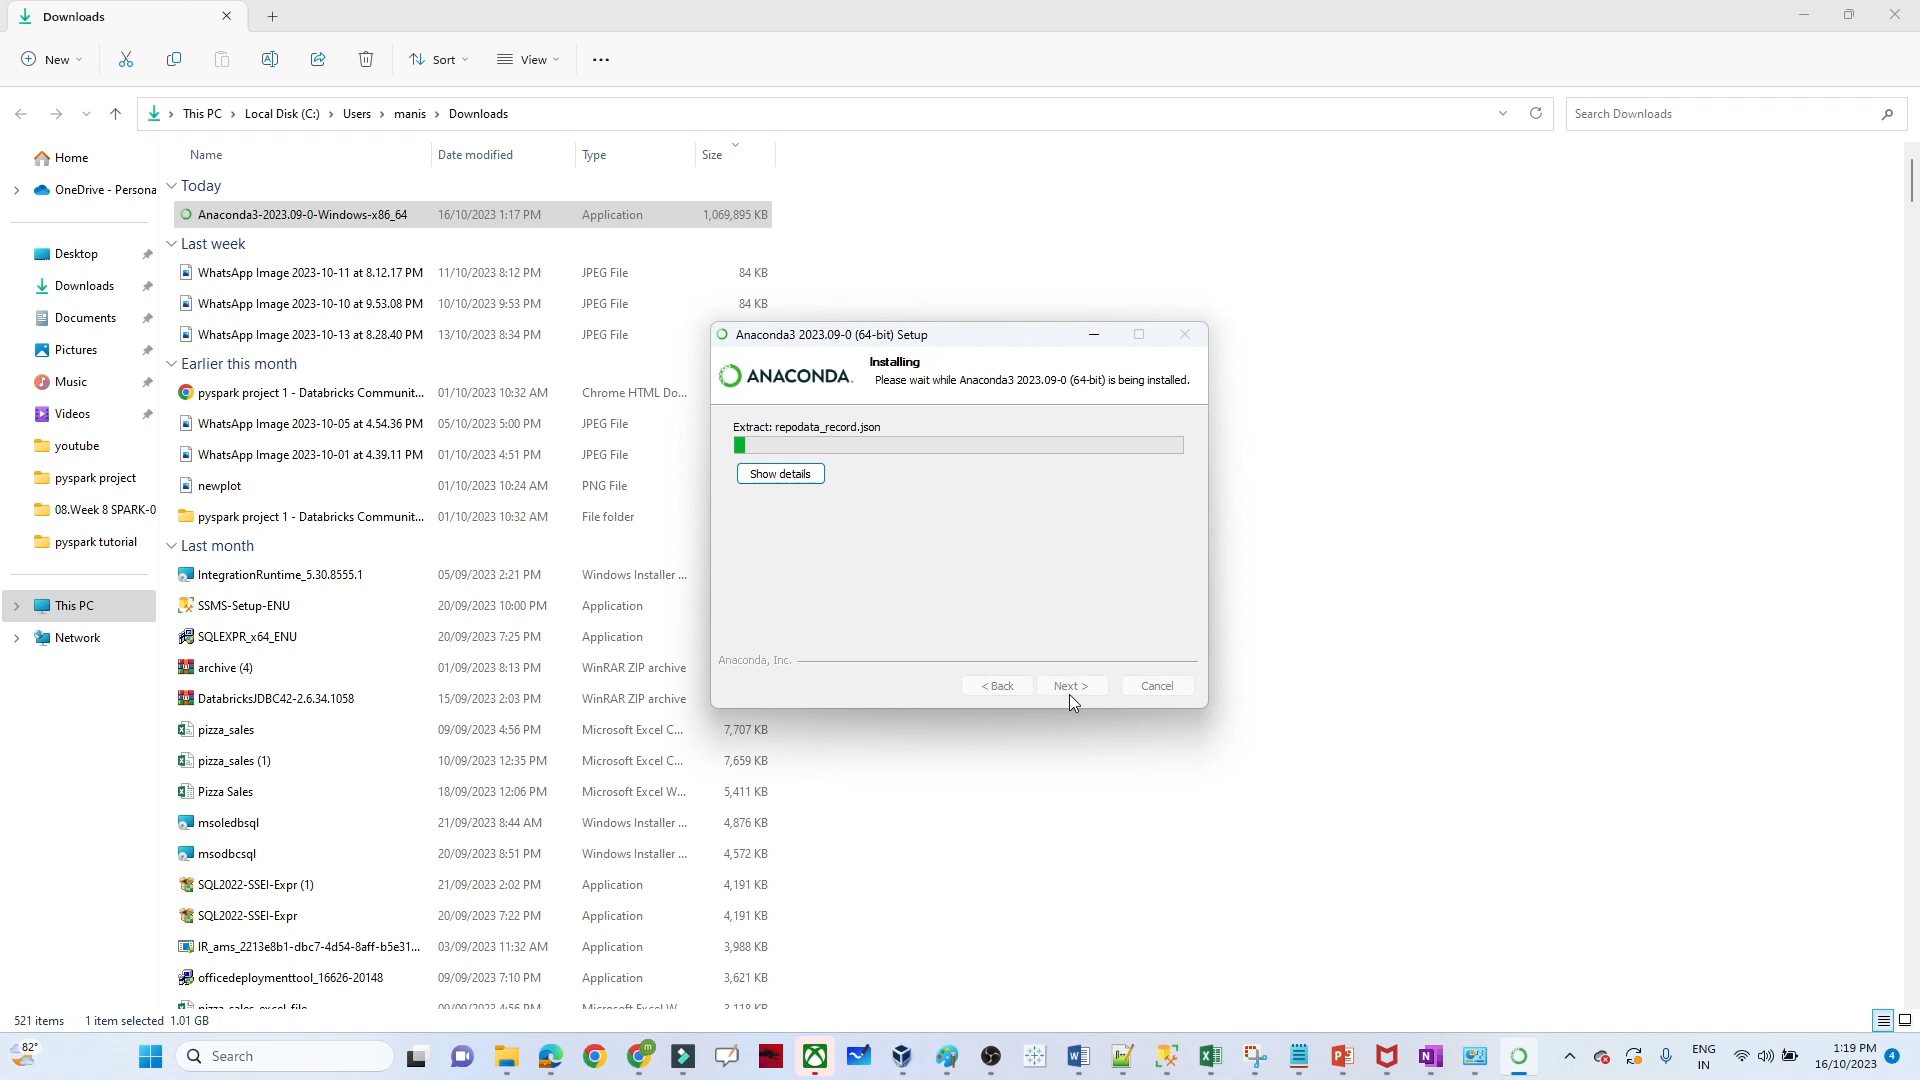 Downloads
New
Sort
View
This PC > Local Disk (C:) > Users > manis > Downloads
Search Downloads
Home
OneDrive - Persona
Desktop
Downloads
Documents
Pictures
Music
Videos
youtube
pyspark project
08.Week 8 SPARK-0
pyspark tutorial
This PC
Network
Name Date modified Type Size
Today
Anaconda3-2023.09-0-Windows-x86_64 16/10/2023 1:17 PM Application 1,069,895 KB
Last week
WhatsApp Image 2023-10-11 at 8.12.17 PM 11/10/2023 8:12 PM JPEG File 84 KB
WhatsApp Image 2023-10-10 at 9.53.08 PM 10/10/2023 9:53 PM JPEG File 84 KB
WhatsApp Image 2023-10-13 at 8.28.40 PM 13/10/2023 8:34 PM JPEG File
Earlier this month
pyspark project 1 - Databricks Communit... 01/10/2023 10:32 AM Chrome HTML Do...
WhatsApp Image 2023-10-05 at 4.54.36 PM 05/10/2023 5:00 PM JPEG File
WhatsApp Image 2023-10-01 at 4.39.11 PM 01/10/2023 4:51 PM JPEG File
newplot 01/10/2023 10:24 AM PNG File
pyspark project 1 - Databricks Communit... 01/10/2023 10:32 AM File folder
Last month
IntegrationRuntime_5.30.8555.1 05/09/2023 2:21 PM Windows Installer ...
SSMS-Setup-ENU 20/09/2023 10:00 PM Application
SQLEXPR_x64_ENU 20/09/2023 7:25 PM Application
archive (4) 01/09/2023 8:13 PM WinRAR ZIP archive
DatabricksJDBC42-2.6.34.1058 15/09/2023 2:03 PM WinRAR ZIP archive
pizza_sales 09/09/2023 4:56 PM Microsoft Excel C... 7,707 KB
pizza_sales (1) 10/09/2023 12:35 PM Microsoft Excel C... 7,659 KB
Pizza Sales 18/09/2023 12:06 PM Microsoft Excel W... 5,411 KB
msoledbsql 21/09/2023 8:44 AM Windows Installer ... 4,876 KB
msodbcsql 20/09/2023 8:51 PM Windows Installer ... 4,572 KB
SQL2022-SSEI-Expr (1) 21/09/2023 2:02 PM Application 4,191 KB
SQL2022-SSEI-Expr 20/09/2023 7:22 PM Application 4,191 KB
IR_ams_2213e8b1-dbc7-4d54-8aff-b5e31... 03/09/2023 11:32 AM Application 3,988 KB
officedeploymenttool_16626-20148 09/09/2023 7:10 PM Application 3,621 KB
pizza_sales_excel_file 09/09/2023 4:56 PM Microsoft Excel W... 2,118 KB
Anaconda3 2023.09-0 (64-bit) Setup
ANACONDA.
Installing
Please wait while Anaconda3 2023.09-0 (64-bit) is being installed.
Extract: repodata_record.json
Show details
Anaconda, Inc.
< Back Next > Cancel
521 items 1 item selected 1.01 GB
82°
Search
ENG
IN
1:19 PM
16/10/2023
4